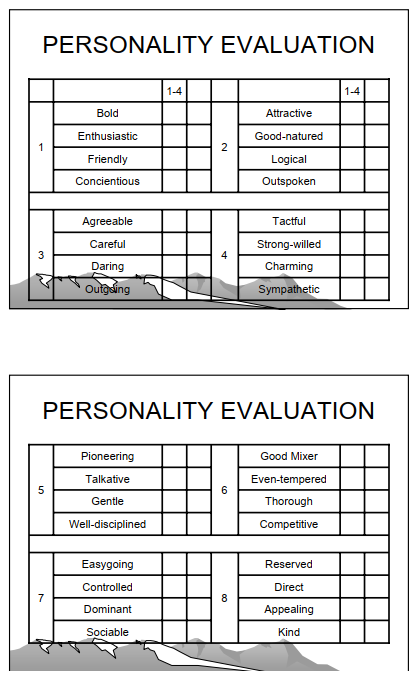 PERSONALITY EVALUATION
1-4 1-4
1 2
Bold Attractive
Enthusiastic Good-natured
Friendly Logical
Concientious Outspoken
3 4
Agreeable Tactful
Careful Strong-willed
Daring Charming
Outgoing Sympathetic
PERSONALITY EVALUATION
5 6
Pioneering Good Mixer
Talkative Even-tempered
Gentle Thorough
Well-disciplined Competitive
7 8
Easygoing Reserved
Controlled Direct
Dominant Appealing
Sociable Kind